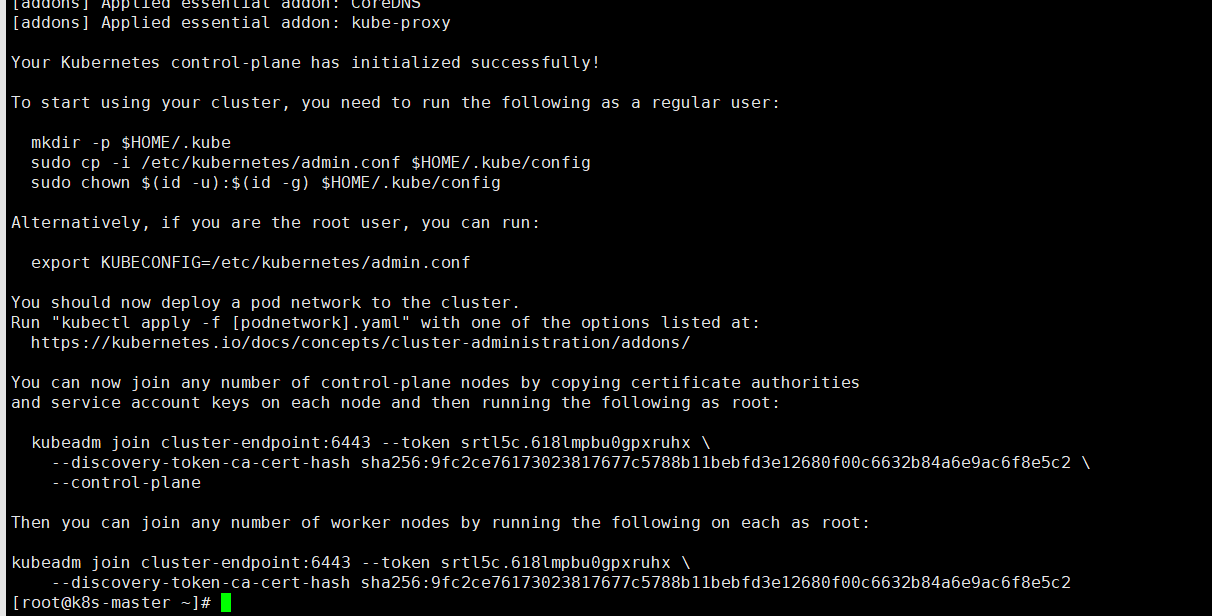 [addons] Applied essential addon: CoreDNS
[addons] Applied essential addon: kube-proxy
Your Kubernetes control-plane has initialized successfully!
To start using your cluster, you need to run the following as a regular user:
mkdir -p $HOME/.kube
sudo cp -i /etc/kubernetes/admin.conf $HOME/.kube/config
sudo chown $(id -u):$(id -g) $HOME/.kube/config
Alternatively, if you are the root user, you can run:
export KUBECONFIG=/etc/kubernetes/admin.conf
You should now deploy a pod network to the cluster.
Run "kubectl apply -f [podnetwork].yaml" with one of the options listed at:
https://kubernetes.io/docs/concepts/cluster-administration/addons/
You can now join any number of control-plane nodes by copying certificate authorities
and service account keys on each node and then running the following as root:
kubeadm join cluster-endpoint:6443 --token srtl5c.618lmpbu0gpxruhx \
--discovery-token-ca-cert-hash sha256:9fc2ce76173023817677c5788b11bebfd3e12680f00c6632b84a6e9ac6f8e5c2 \
--control-plane
Then you can join any number of worker nodes by running the following on each as root:
kubeadm join cluster-endpoint:6443 --token srtl5c.618lmpbu0gpxruhx \
--discovery-token-ca-cert-hash sha256:9fc2ce76173023817677c5788b11bebfd3e12680f00c6632b84a6e9ac6f8e5c2
[root@k8s-master ~]#